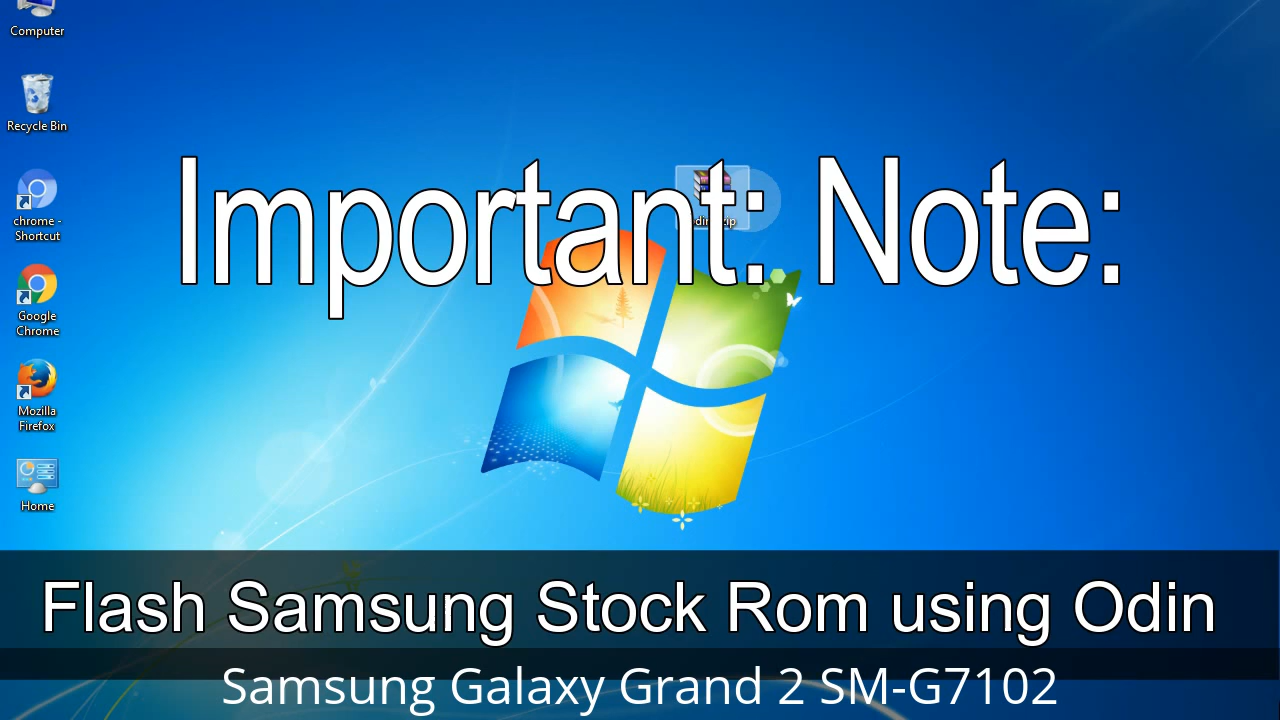 Computer
Recycle Bin
chrome -
Shortcut
Google
Chrome
Mozilla
Firefox
Home
Important: Note:
Flash Samsung Stock Rom using Odin
Samsung Galaxy Grand 2 SM-G7102